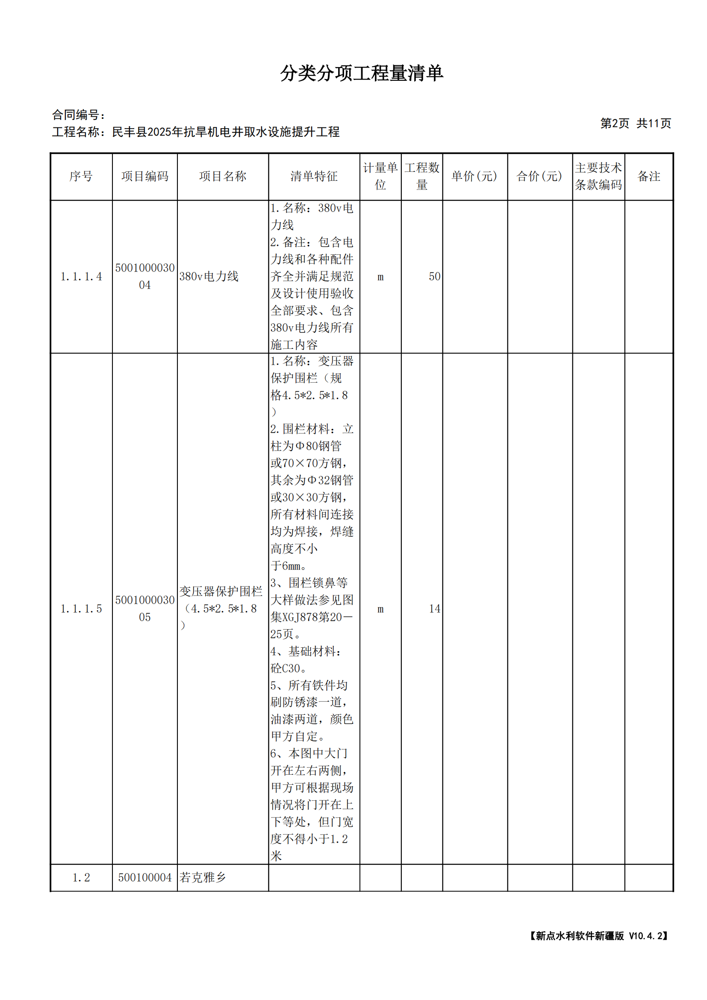 分类分项工程量清单
合同编号：
工程名称：民丰县2025年抗旱机电井取水设施提升工程
第2页 共11页
序号
项目编码
项目名称
清单特征
计量单
位
工程数
量
单价(元)
合价(元)
主要技术
条款编码
备注
1.1.1.4
5001000030
04
380v电力线
1.名称：380v电
力线
2.备注：包含电
力线和各种配件
齐全并满足规范
及设计使用验收
全部要求、包含
380v电力线所有
施工内容
m
50
1.1.1.5
5001000030
05
变压器保护围栏
（4.5*2.5*1.8
）
1.名称：变压器
保护围栏（规
格4.5*2.5*1.8
）
2.围栏材料：立
柱为Φ80钢管
或70×70方钢，
其余为Φ32钢管
或30×30方钢，
所有材料间连接
均为焊接，焊缝
高度不小
于6mm。
3、围栏锁鼻等
大样做法参见图
集XGJ878第20－
25页。
4、基础材料：
砼C30。
5、所有铁件均
刷防锈漆一道，
油漆两道，颜色
甲方自定。
6、本图中大门
开在左右两侧，
甲方可根据现场
情况将门开在上
下等处，但门宽
度不得小于1.2
米
m
14
1.2
500100004
若克雅乡
【新点水利软件新疆版 V10.4.2】